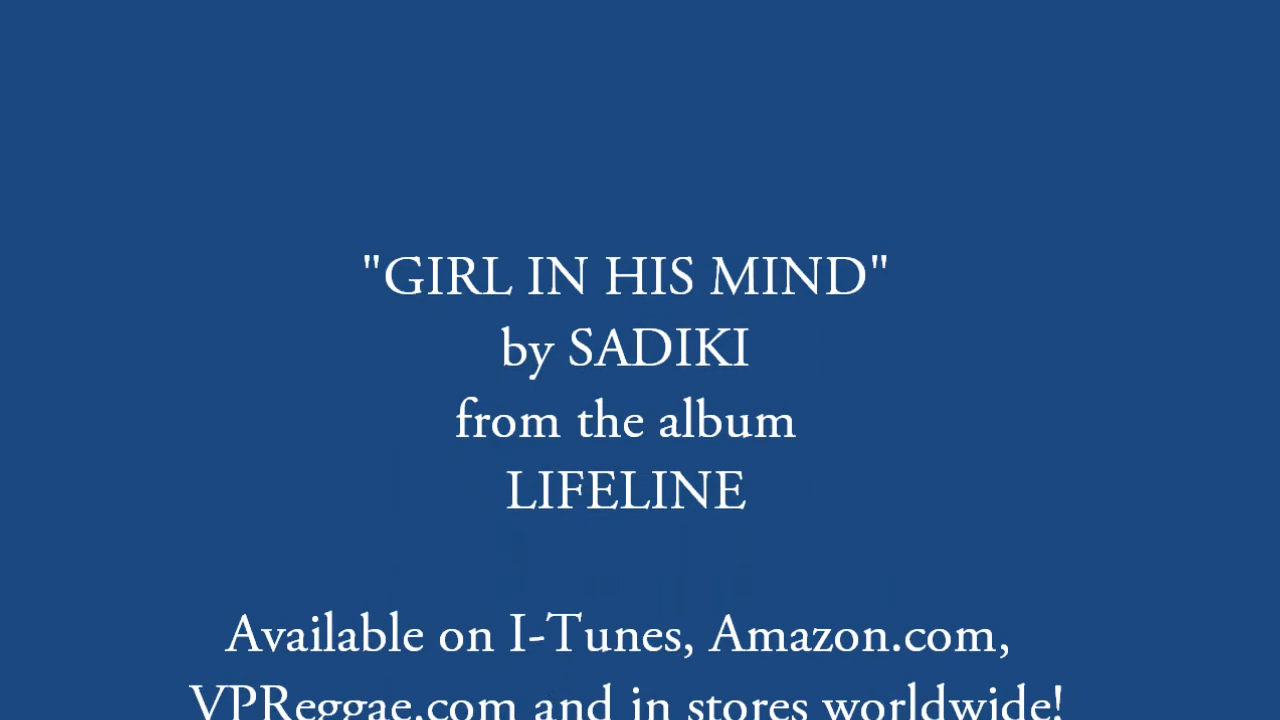 "GIRL IN HIS MIND"
by SADIKI
from the album
LIFELINE
Available on I-Tunes, Amazon.com,
VPReggae.com and in stores worldwide!